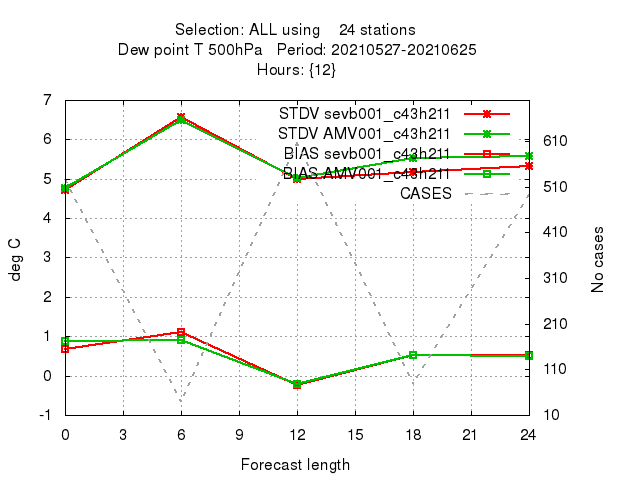 Selection: ALL using    24 stations
Dew point T 500hPa   Period: 20210527-20210625
Hours: {12}
STDV sevb001_c43h211
STDV AMV001_c43h211
BIAS sevb001_c43h211
BIAS AMV001_c43h211
CASES
7
6
5
4
3
2
1
0
-1
610
510
410
310
210
110
10
deg C
No cases
0 3 6 9 12 15 18 21 24
Forecast length